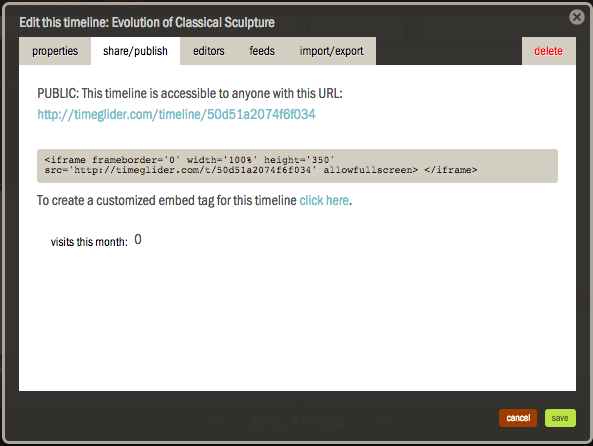 Edit this timeline: Evolution of Classical Sculpture
properties share/publish editors feeds import/export delete
PUBLIC: This timeline is accessible to anyone with this URL:
http://timeglider.com/timeline/50d51a2074f6f034
<iframe frameborder='0' width='100%' height='350'
src='http://timeglider.com/t/50d51a2074f6f034' allowfullscreen> </iframe>
To create a customized embed tag for this timeline click here.
visits this month: 0
cancel save